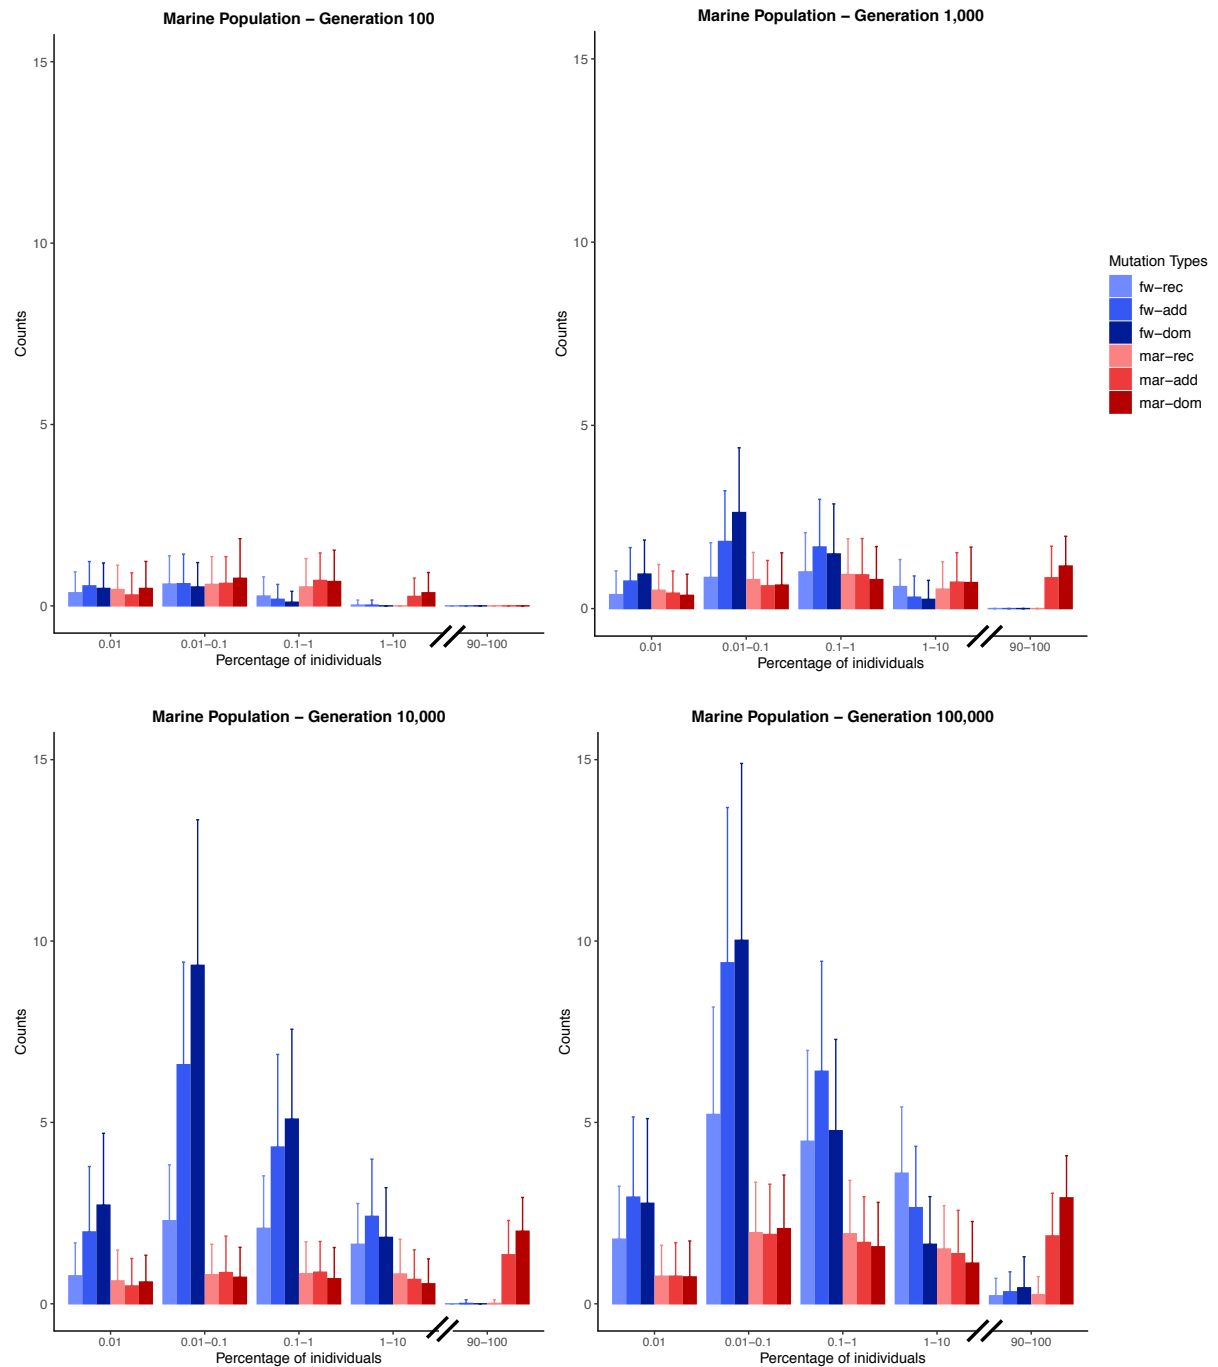 Marine Population – Generation 100
15
10
5
0
Counts
0.01
0.01–0.1
0.1–1
1–10
90–100
Percentage of inidividuals
Marine Population – Generation 1,000
15
10
5
0
Counts
0.01
0.01–0.1
0.1–1
1–10
90–100
Percentage of inidividuals
Mutation Types
fw–rec
fw–add
fw–dom
mar–rec
mar–add
mar–dom
Marine Population – Generation 10,000
15
10
5
0
Counts
0.01
0.01–0.1
0.1–1
1–10
90–100
Percentage of inidividuals
Marine Population – Generation 100,000
15
10
5
0
Counts
0.01
0.01–0.1
0.1–1
1–10
90–100
Percentage of inidividuals